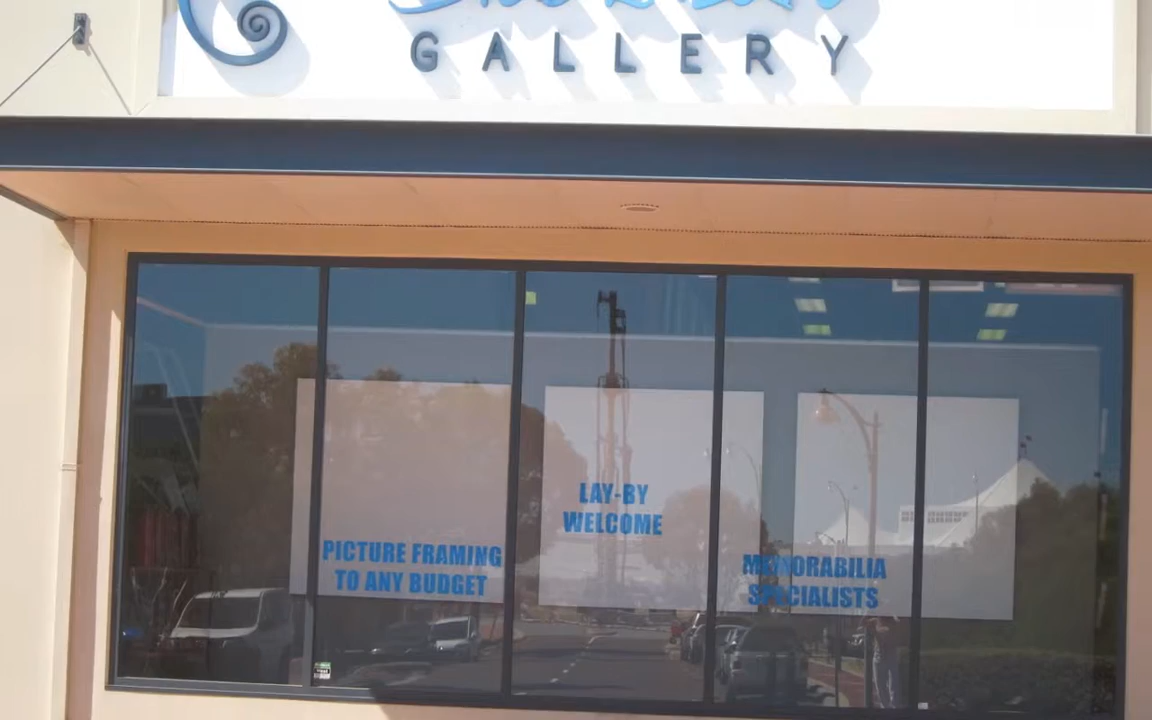 GALLERY
LAY-BY
WELCOME
PICTURE FRAMING
TO ANY BUDGET
MEMORABILIA
SPECIALISTS